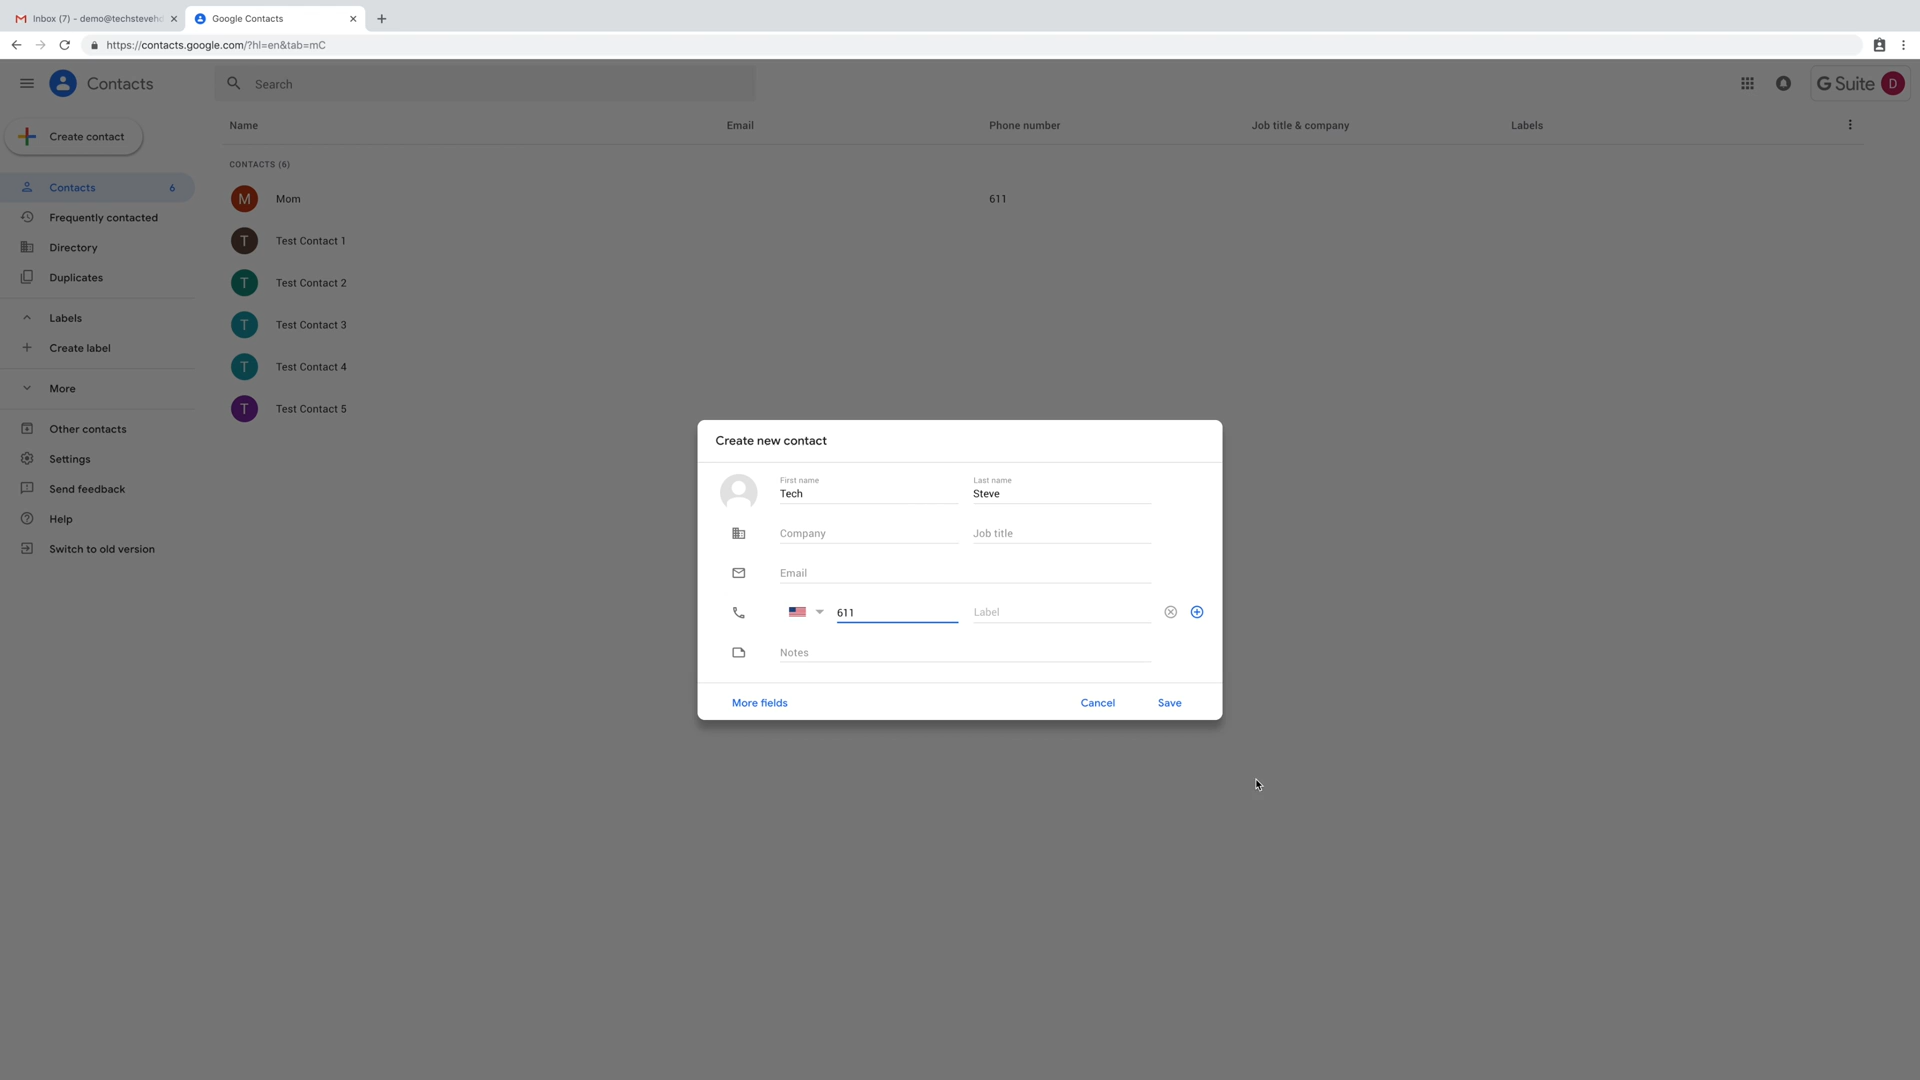 Inbox (7) - demo@techsteveho
Google Contacts
https://contacts.google.com/?hl=en&tab=mC
Contacts
Search
G Suite
D
Create contact
Contacts 6
Frequently contacted
Directory
Duplicates
Labels
Create label
More
Other contacts
Settings
Send feedback
Help
Switch to old version
Name Email Phone number Job title & company Labels
CONTACTS (6)
M Mom 611
T Test Contact 1
T Test Contact 2
T Test Contact 3
T Test Contact 4
T Test Contact 5
Create new contact
First name Last name
Tech Steve
Company Job title
Email
611 Label
Notes
More fields Cancel Save